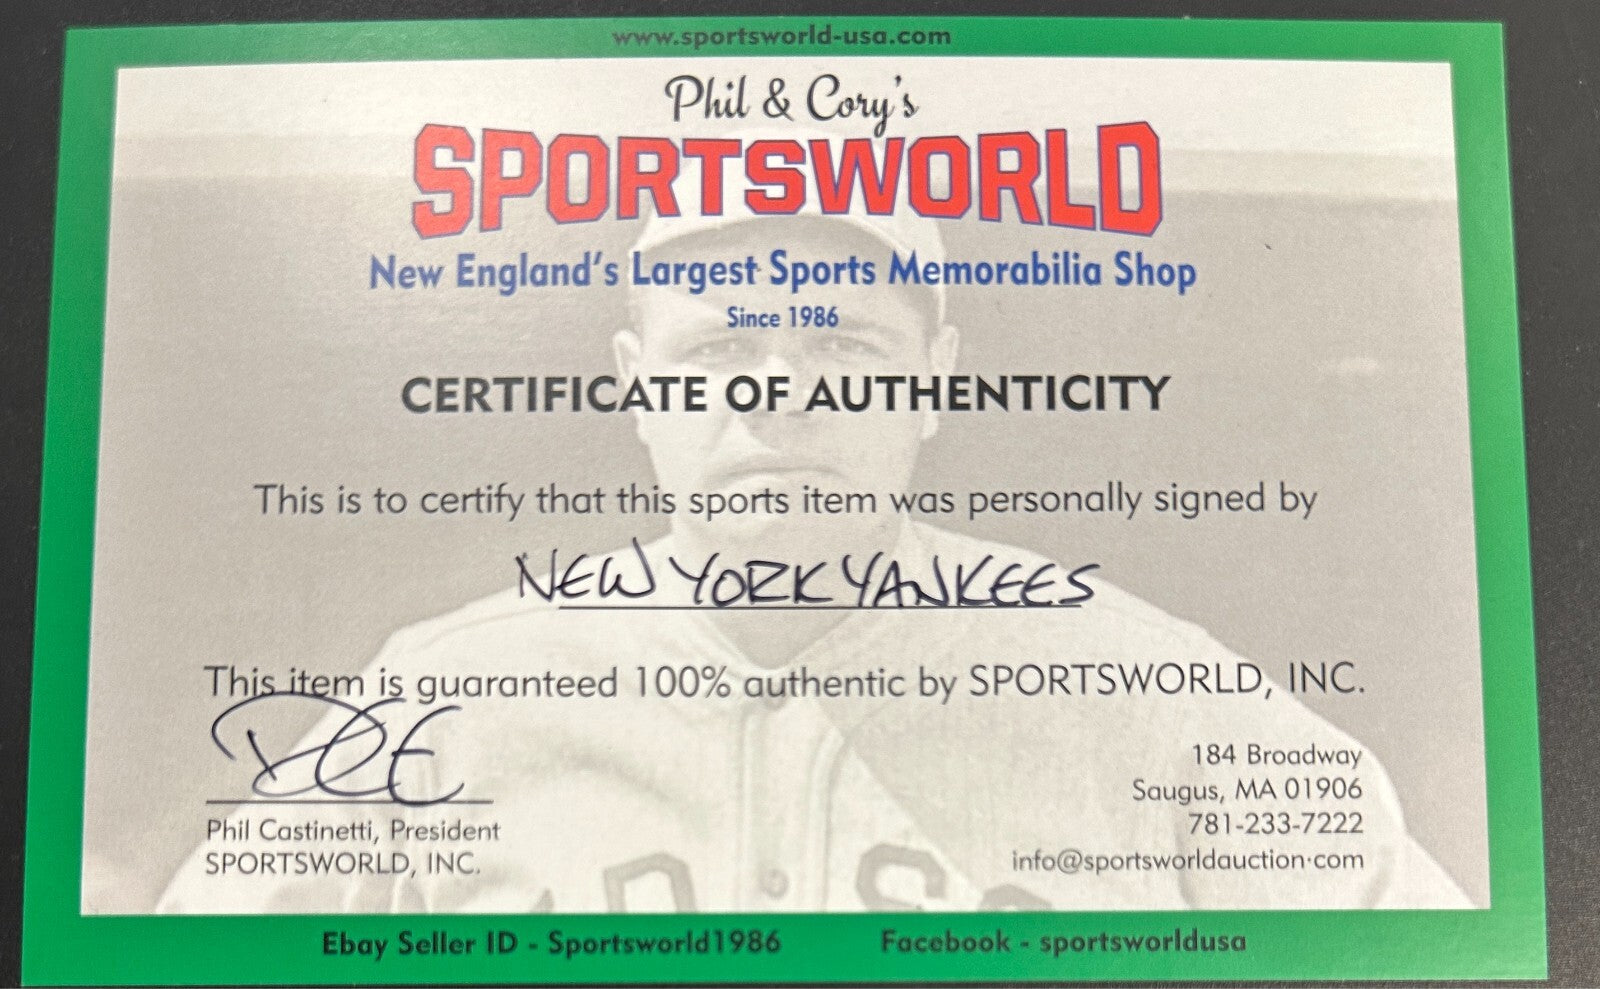 www.sportsworld-usa.com
Phil & Cory's
SPORTSWORLD
New England's Largest Sports Memorabilia Shop
Since 1986
CERTIFICATE OF AUTHENTICITY
This is to certify that this sports item was personally signed by
NEW YORK YANKEES
This item is guaranteed 100% authentic by SPORTSWORLD, INC.
Phil Castinetti, President
SPORTSWORLD, INC.
184 Broadway
Saugus, MA 01906
781-233-7222
info@sportsworldauction.com
Ebay Seller ID - Sportsworld1986
Facebook - sportsworldusa